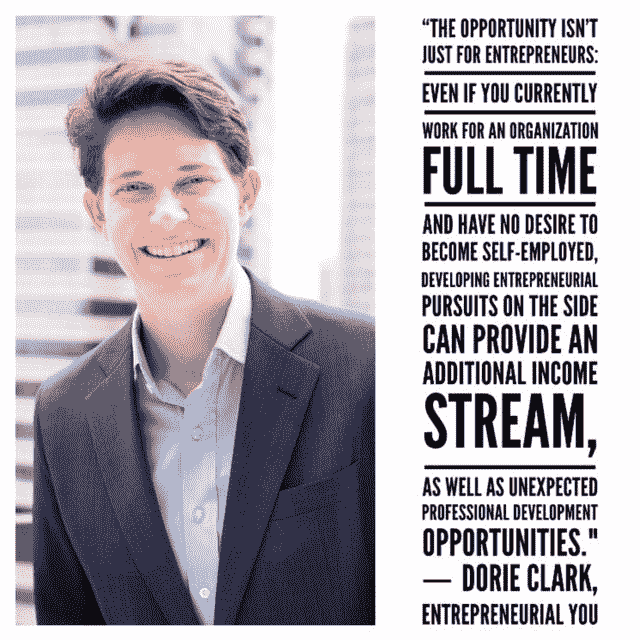 “THE OPPORTUNITY ISN’T
JUST FOR ENTREPRENEURS:
EVEN IF YOU CURRENTLY
WORK FOR AN ORGANIZATION
FULL TIME
AND HAVE NO DESIRE TO
BECOME SELF-EMPLOYED,
DEVELOPING ENTREPRENEURIAL
PURSUITS ON THE SIDE
CAN PROVIDE AN
ADDITIONAL INCOME
STREAM,
AS WELL AS UNEXPECTED
PROFESSIONAL DEVELOPMENT
OPPORTUNITIES."
— DORIE CLARK,
ENTREPRENEURIAL YOU